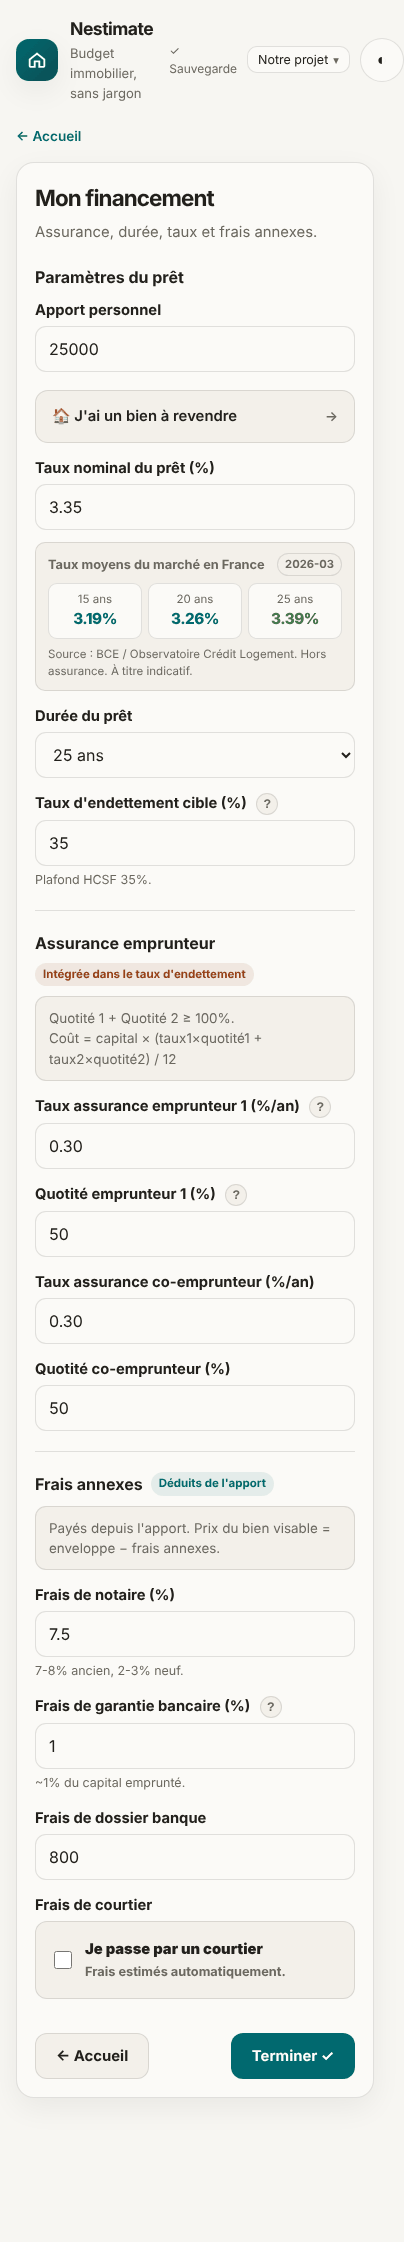 Nestimate
Budget
immobilier,
sans jargon
✓
Sauvegarde
Notre projet ▾
← Accueil
Mon financement
Assurance, durée, taux et frais annexes.
Paramètres du prêt
Apport personnel
25000
🏠 J'ai un bien à revendre →
Taux nominal du prêt (%)
3.35
Taux moyens du marché en France 2026-03
15 ans 20 ans 25 ans
3.19% 3.26% 3.39%
Source : BCE / Observatoire Crédit Logement. Hors
assurance. À titre indicatif.
Durée du prêt
25 ans
Taux d'endettement cible (%) ?
35
Plafond HCSF 35%.
Assurance emprunteur
Intégrée dans le taux d'endettement
Quotité 1 + Quotité 2 ≥ 100%.
Coût = capital × (taux1×quotité1 +
taux2×quotité2) / 12
Taux assurance emprunteur 1 (%/an) ?
0.30
Quotité emprunteur 1 (%) ?
50
Taux assurance co-emprunteur (%/an)
0.30
Quotité co-emprunteur (%)
50
Frais annexes Déduits de l'apport
Payés depuis l'apport. Prix du bien visable =
enveloppe − frais annexes.
Frais de notaire (%)
7.5
7-8% ancien, 2-3% neuf.
Frais de garantie bancaire (%) ?
1
~1% du capital emprunté.
Frais de dossier banque
800
Frais de courtier
Je passe par un courtier
Frais estimés automatiquement.
← Accueil Terminer ✓